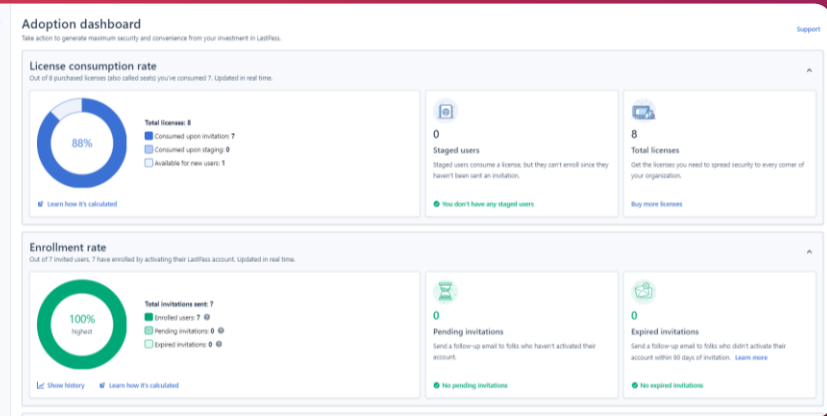 Adoption dashboard
Support
Take action to generate maximum security and convenience from your investment in LastPass.
License consumption rate
Out of 8 purchased licenses (also called seats) you've consumed 7. Updated in real time.
88%
Total licenses: 8
Consumed upon invitation: 7
Consumed upon staging: 0
Available for new users: 1
Learn how it's calculated
0
Staged users
Staged users consume a license, but they can't enroll since they
haven't been sent an invitation.
You don't have any staged users
8
Total licenses
Get the licenses you need to spread security to every corner of
your organization.
Buy more licenses
Enrollment rate
Out of 7 invited users, 7 have enrolled by activating their LastPass account. Updated in real time.
100%
highest
Total invitations sent: 7
Enrolled users: 7
Pending invitations: 0
Expired invitations: 0
Show history
Learn how it's calculated
0
Pending invitations
Send a follow-up email to folks who haven't activated their
account.
No pending invitations
0
Expired invitations
Send a follow-up email to folks who didn't activate their
account within 90 days of invitation. Learn more
No expired invitations